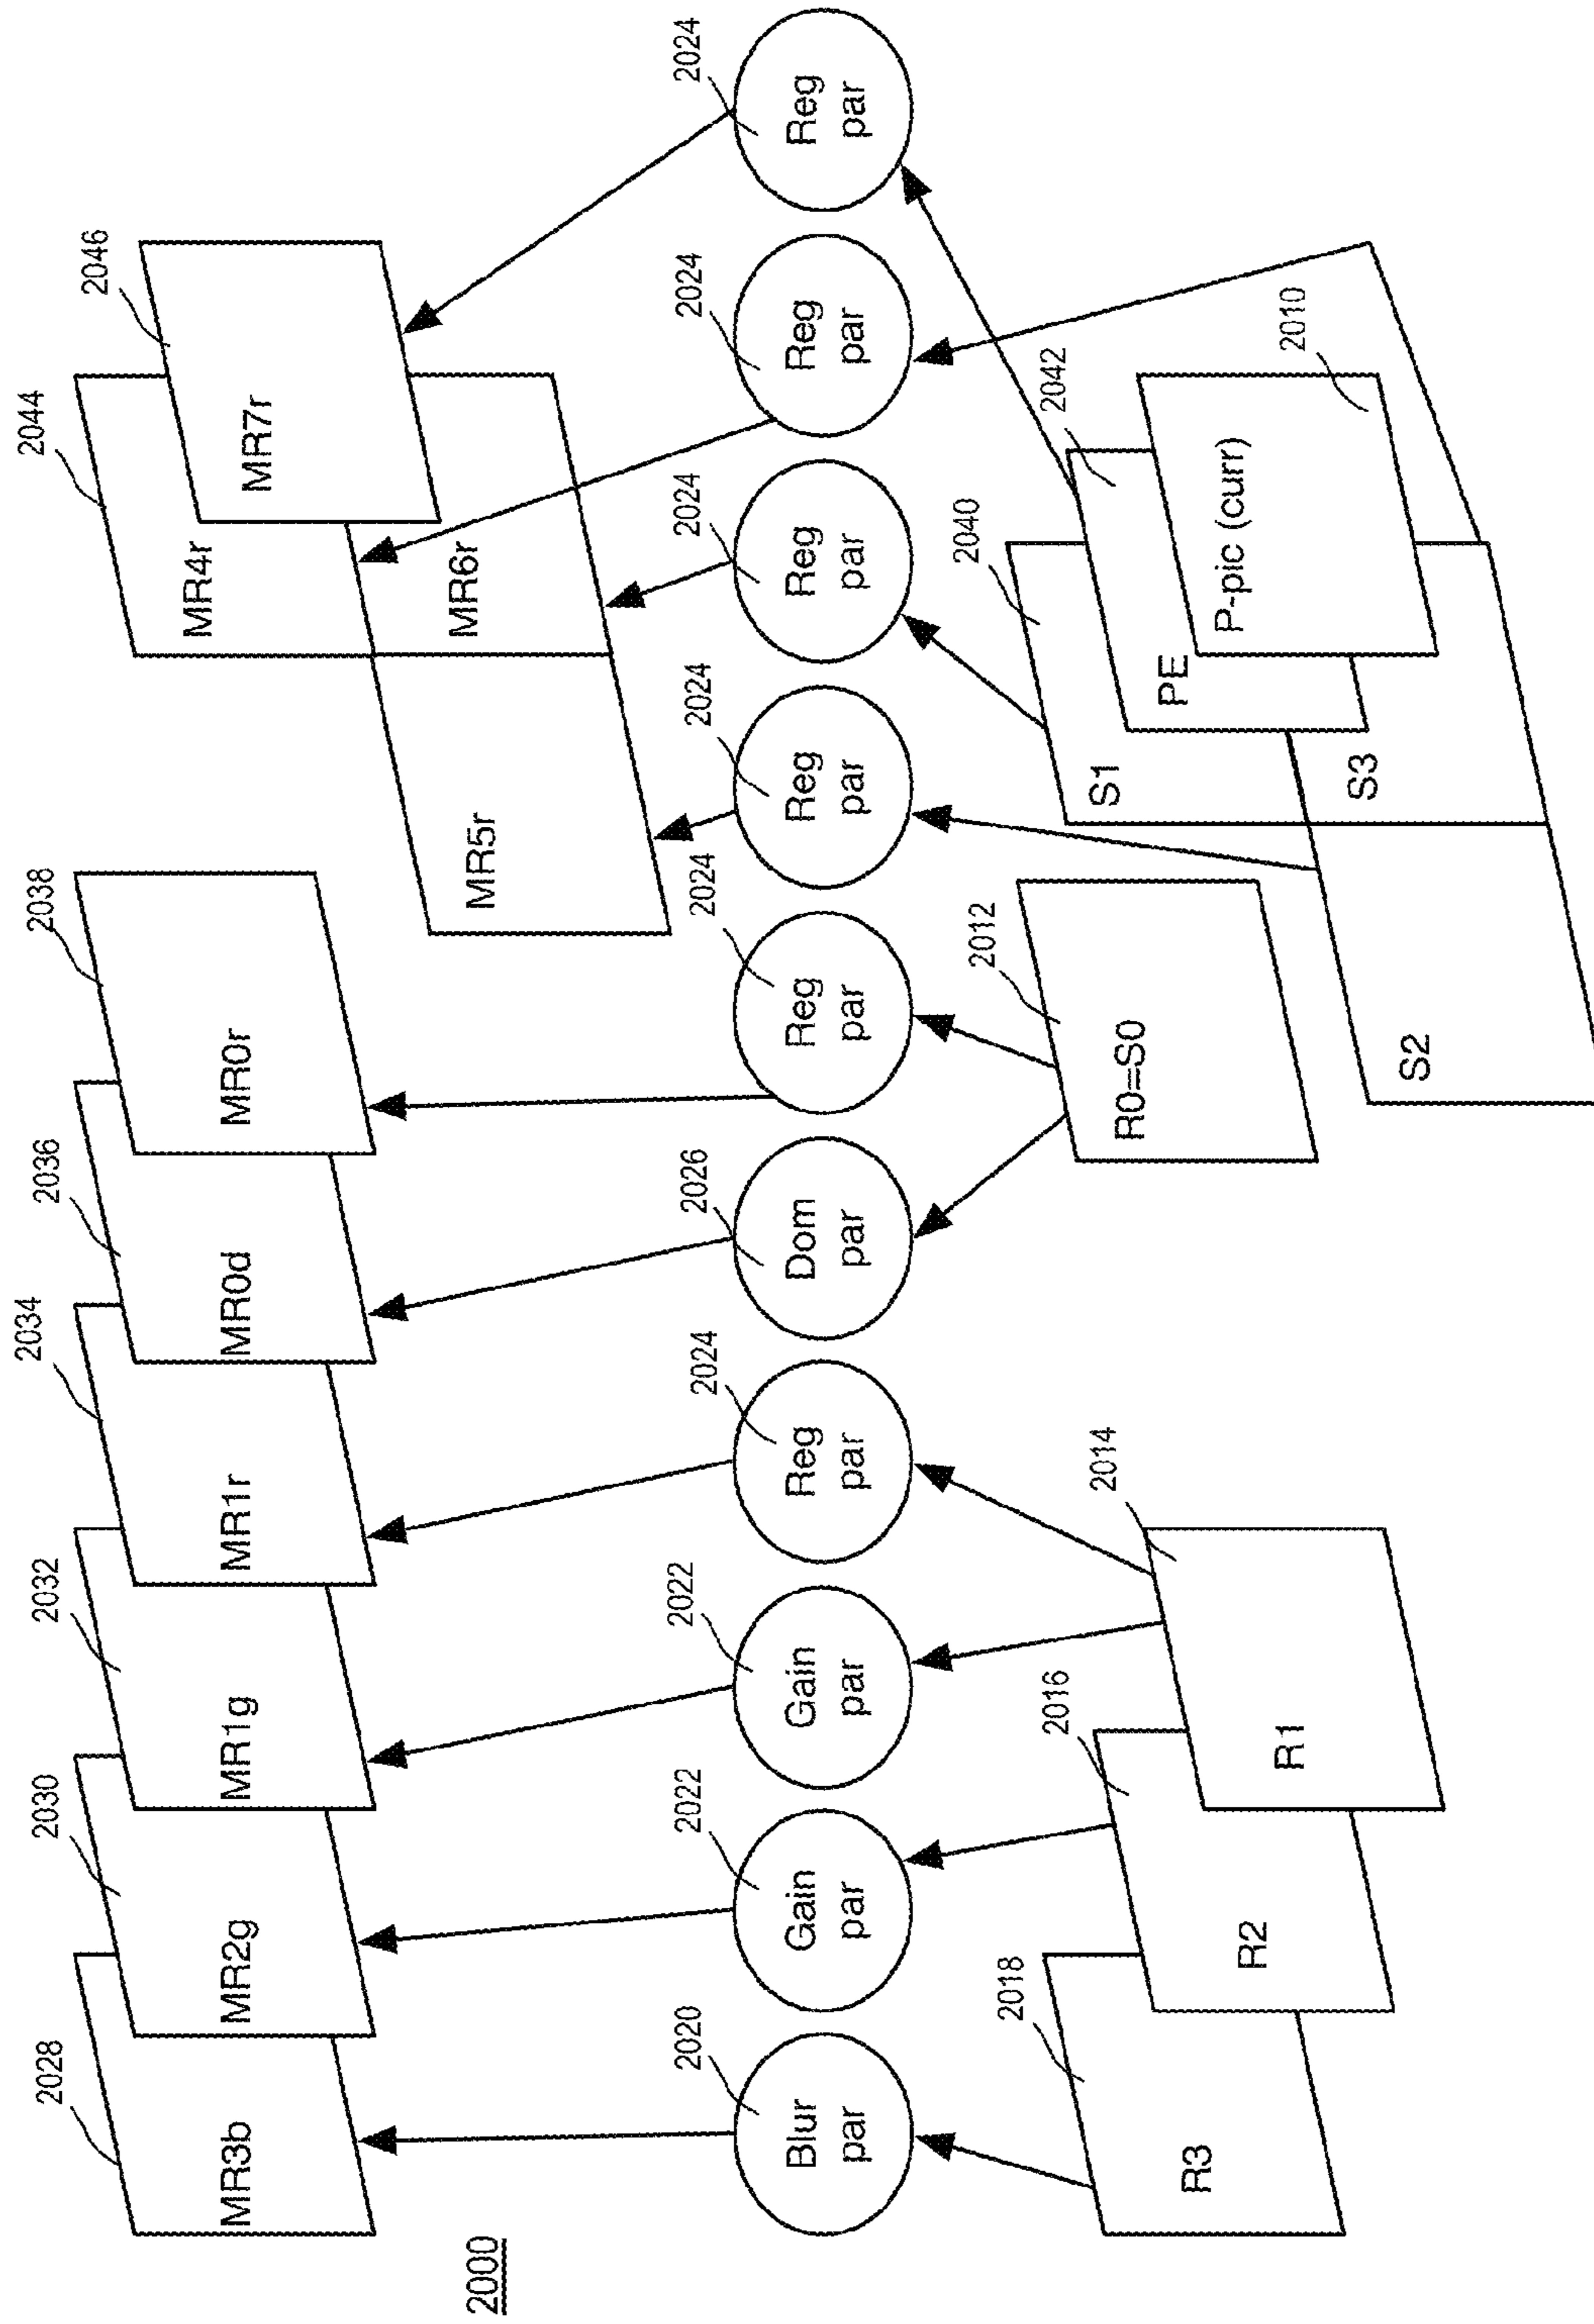 2000
2028
2030
2032
2034
2036
2038
2044
2046
MR3b
MR2g
MR1g
MR1r
MR0d
MR0r
MR4r
MR5r
MR6r
MR7r
2020
2022
2022
2024
2026
2024
2024
2024
2024
2024
Blur
par
Gain
par
Gain
par
Reg
par
Dom
par
Reg
par
Reg
par
Reg
par
Reg
par
Reg
par
2018
2016
2014
2012
2040
2042
2010
R3
R2
R1
R0=S0
S1
PE
P-pic (curr)
S2
S3